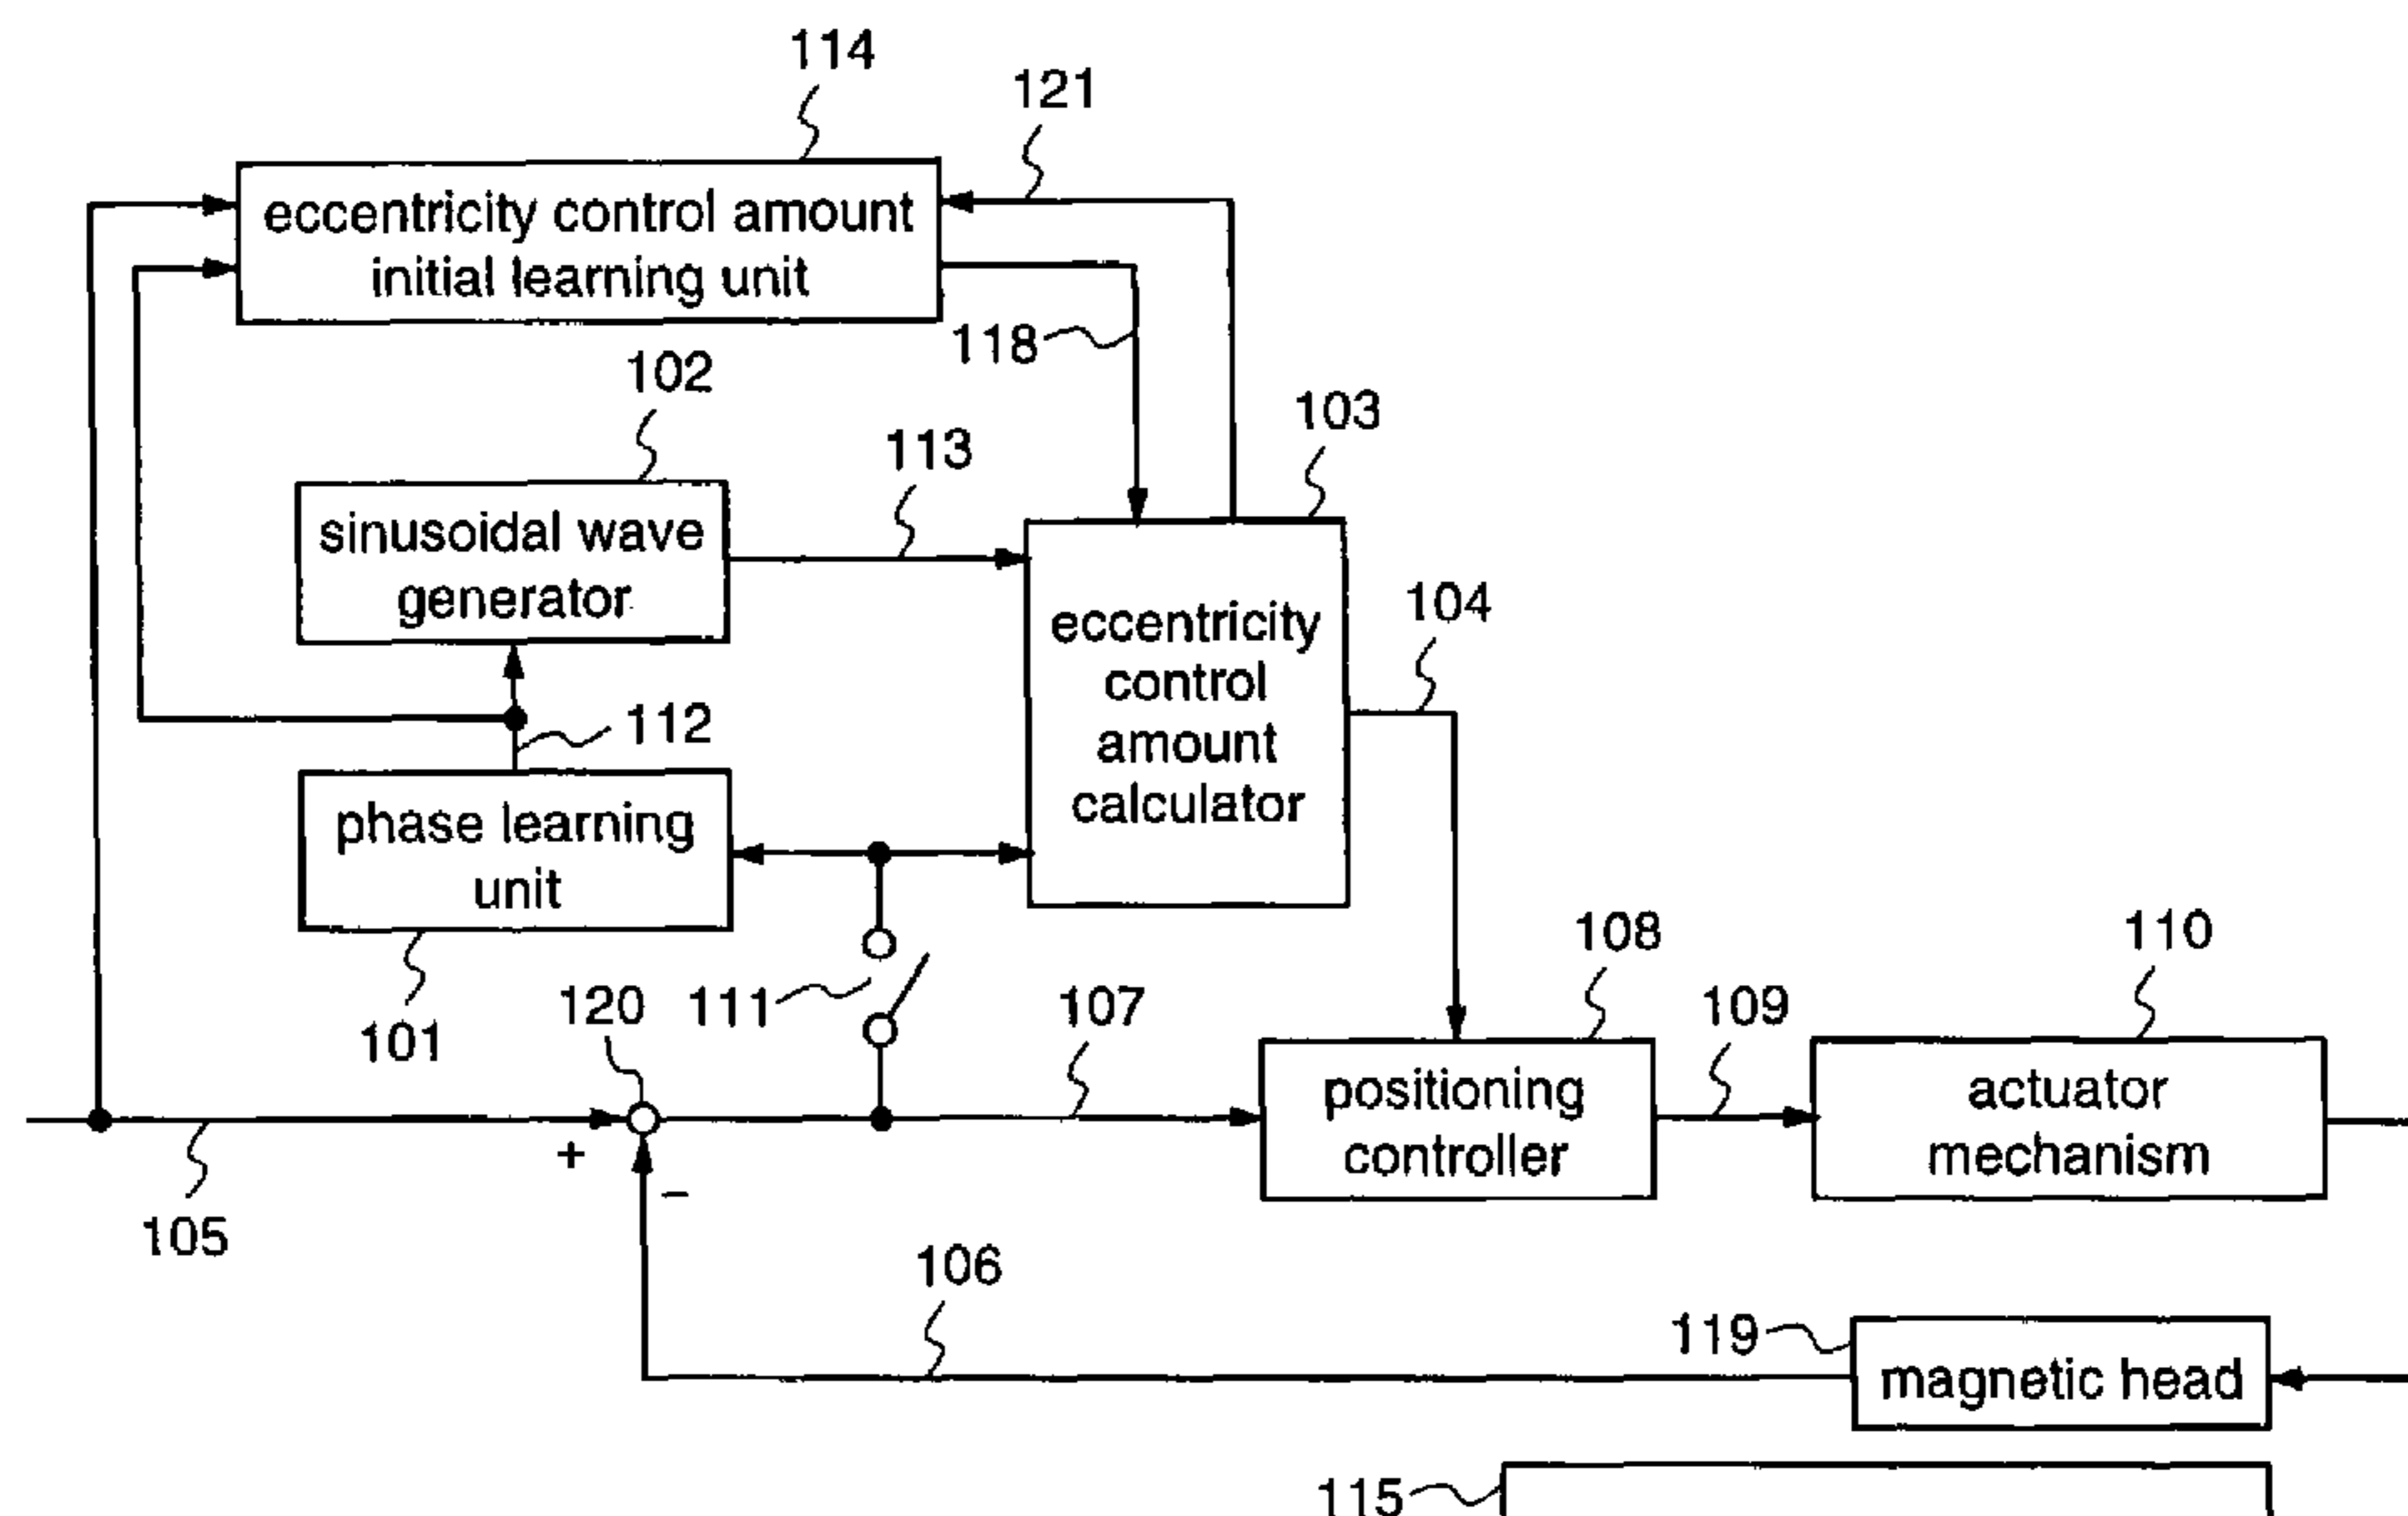 114
121
eccentricity control amount
initial learning unit
118
102
103
113
sinusoidal wave
generator
104
eccentricity
control
amount
calculator
112
phase learning
unit
101
120
111
107
108
109
110
positioning
controller
actuator
mechanism
+
−
105
106
119
magnetic head
115